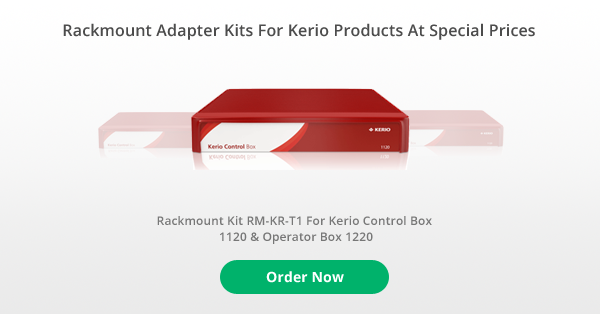 Rackmount Adapter Kits For Kerio Products At Special Prices
Kerio Control Box
KERIO
1120
Rackmount Kit RM-KR-T1 For Kerio Control Box
1120 & Operator Box 1220
Order Now